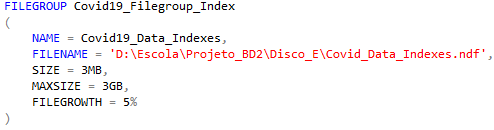 FILEGROUP Covid19_Filegroup_Index
(
NAME = Covid19_Data_Indexes,
FILENAME = 'D:\Escola\Projeto_BD2\Disco_E\Covid_Data_Indexes.ndf',
SIZE = 3MB,
MAXSIZE = 3GB,
FILEGROWTH = 5%
)